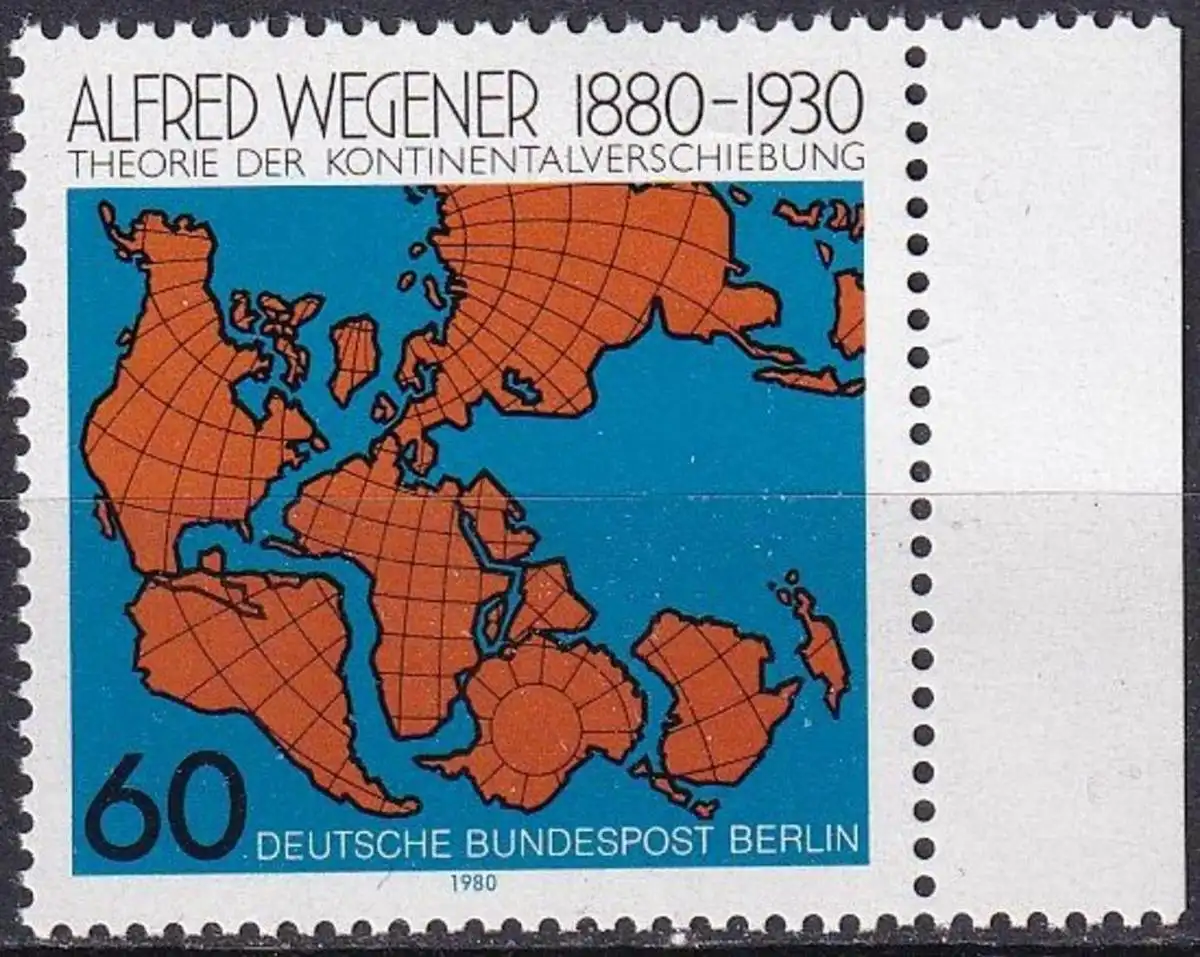 ALFRED WEGENER 1880-1930
THEORIE DER KONTINENTALVERSCHIEBUNG
60 DEUTSCHE BUNDESPOST BERLIN
1980